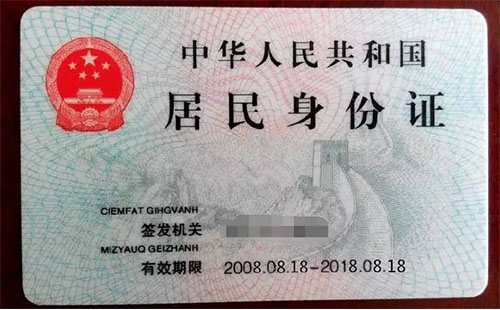 中华人民共和国
居民身份证
CIEMFAT GIHGVANH
签发机关
MIZYAUQ GEIZHANH
有效期限 2008.08.18-2018.08.18